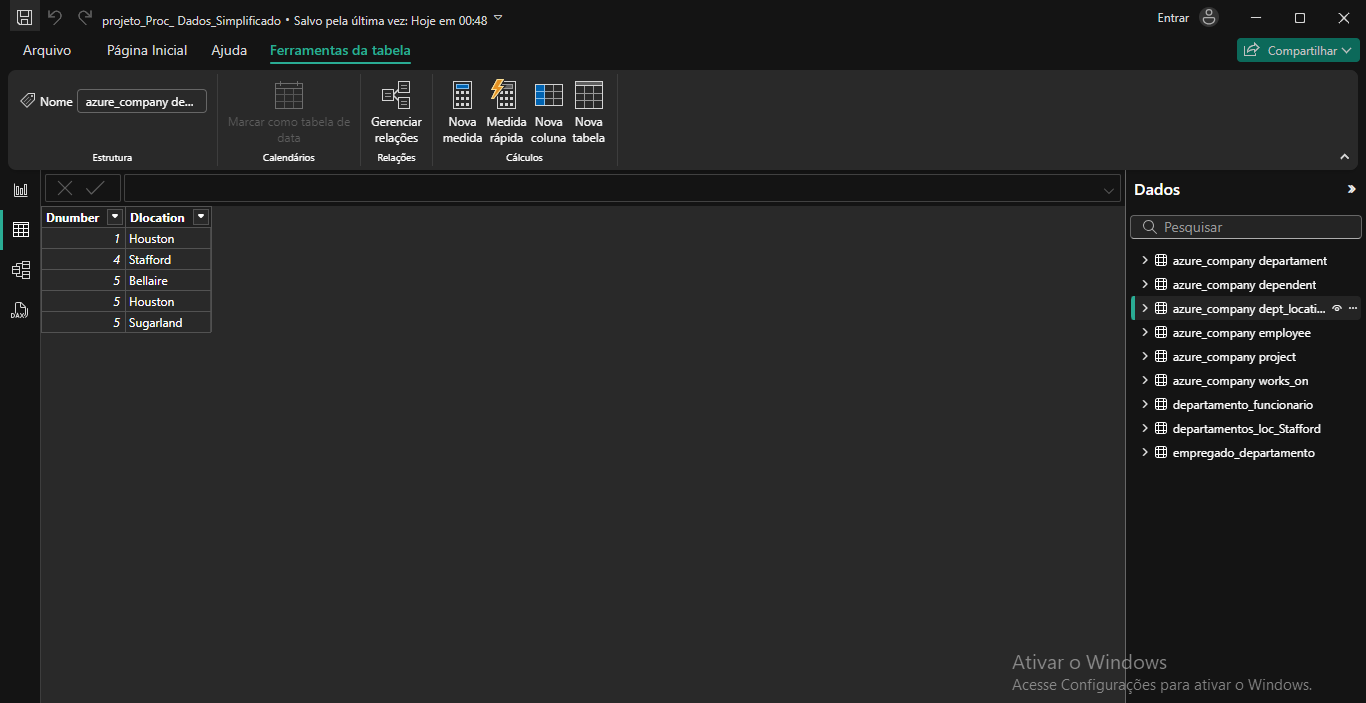 projeto_Proc_ Dados_Simplificado • Salvo pela última vez: Hoje em 00:48
Entrar
Arquivo
Página Inicial
Ajuda
Ferramentas da tabela
Compartilhar
Nome
azure_company de...
Marcar como tabela de
data
Gerenciar
relações
Nova
medida
Medida
rápida
Nova
coluna
Nova
tabela
Estrutura
Calendários
Relações
Cálculos
Dnumber Dlocation
1 Houston
4 Stafford
5 Bellaire
5 Houston
5 Sugarland
DAX
Dados
Pesquisar
azure_company departament
azure_company dependent
azure_company dept_locati...
azure_company employee
azure_company project
azure_company works_on
departamento_funcionario
departamentos_loc_Stafford
empregado_departamento
Ativar o Windows
Acesse Configurações para ativar o Windows.